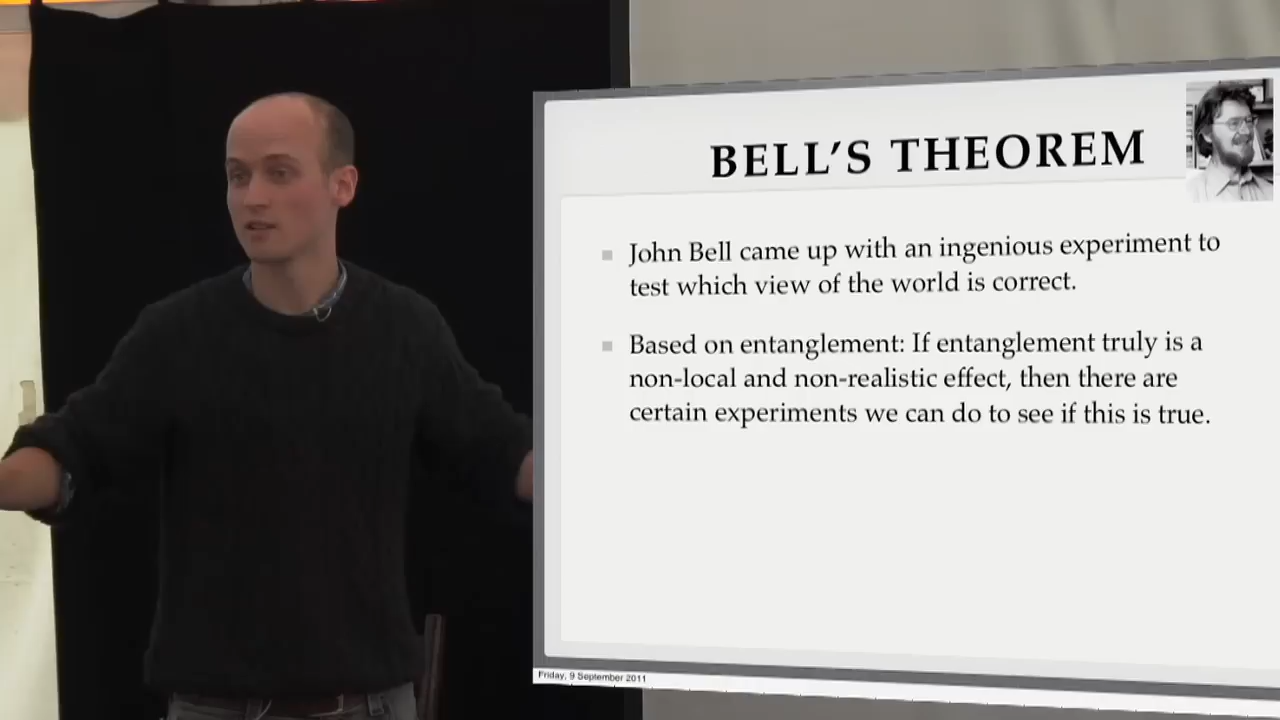 BELL'S THEOREM
John Bell came up with an ingenious experiment to
test which view of the world is correct.
Based on entanglement: If entanglement truly is a
non-local and non-realistic effect, then there are
certain experiments we can do to see if this is true.
Friday, 9 September 2011